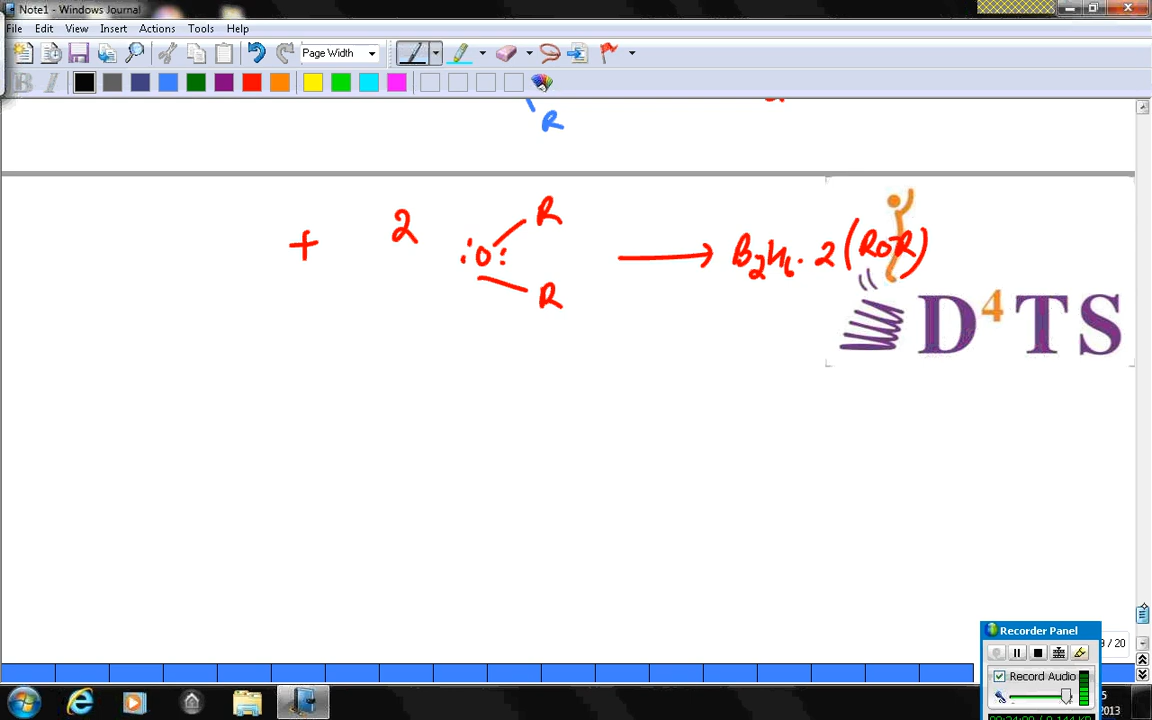 Note1 - Windows Journal
File Edit View Insert Actions Tools Help
Page Width
B I
R
+ 2 :O: R R → B2H6. 2 (ROR)
D4TS
Recorder Panel
/ 20
Record Audio
5
2013